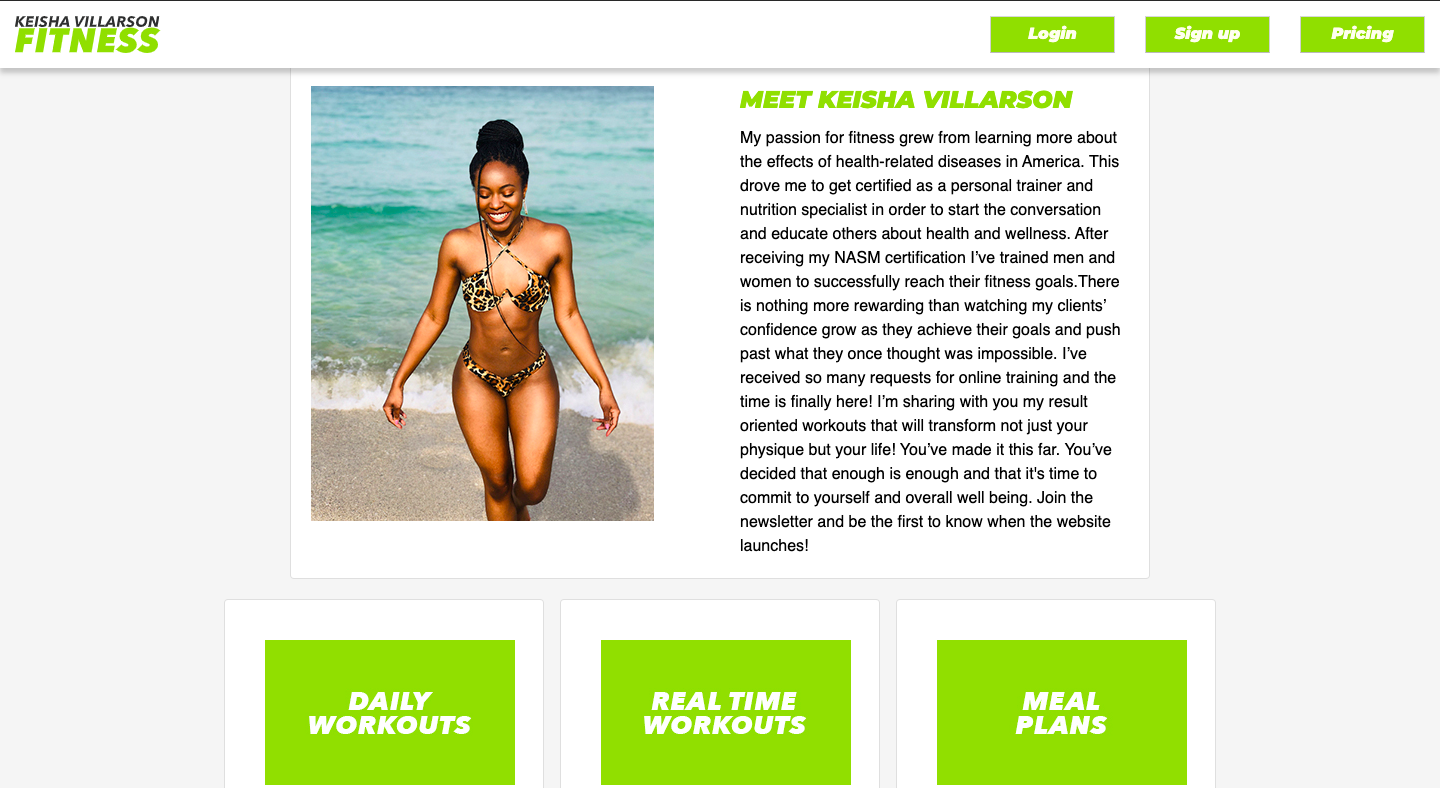 KEISHA VILLARSON
FITNESS
Login
Sign up
Pricing
MEET KEISHA VILLARSON
My passion for fitness grew from learning more about
the effects of health-related diseases in America. This
drove me to get certified as a personal trainer and
nutrition specialist in order to start the conversation
and educate others about health and wellness. After
receiving my NASM certification I’ve trained men and
women to successfully reach their fitness goals.There
is nothing more rewarding than watching my clients’
confidence grow as they achieve their goals and push
past what they once thought was impossible. I’ve
received so many requests for online training and the
time is finally here! I’m sharing with you my result
oriented workouts that will transform not just your
physique but your life! You’ve made it this far. You’ve
decided that enough is enough and that it's time to
commit to yourself and overall well being. Join the
newsletter and be the first to know when the website
launches!
DAILY
WORKOUTS
REAL TIME
WORKOUTS
MEAL
PLANS